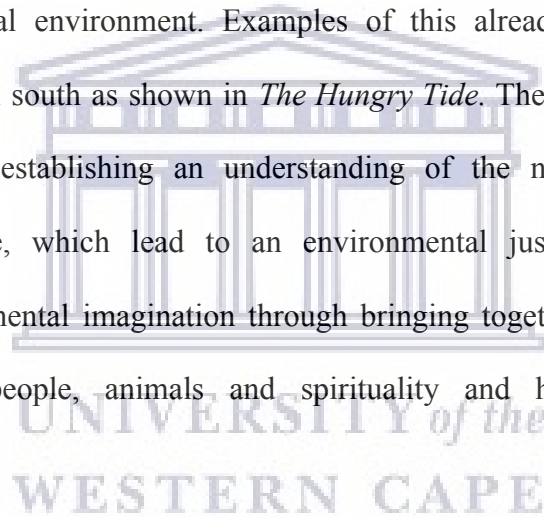 al environment. Examples of this alread
south as shown in The Hungry Tide. The
establishing an understanding of the n
e, which lead to an environmental jus
nental imagination through bringing toget
people, animals and spirituality and h
UNIVERSITY of the
WESTERN CAPE